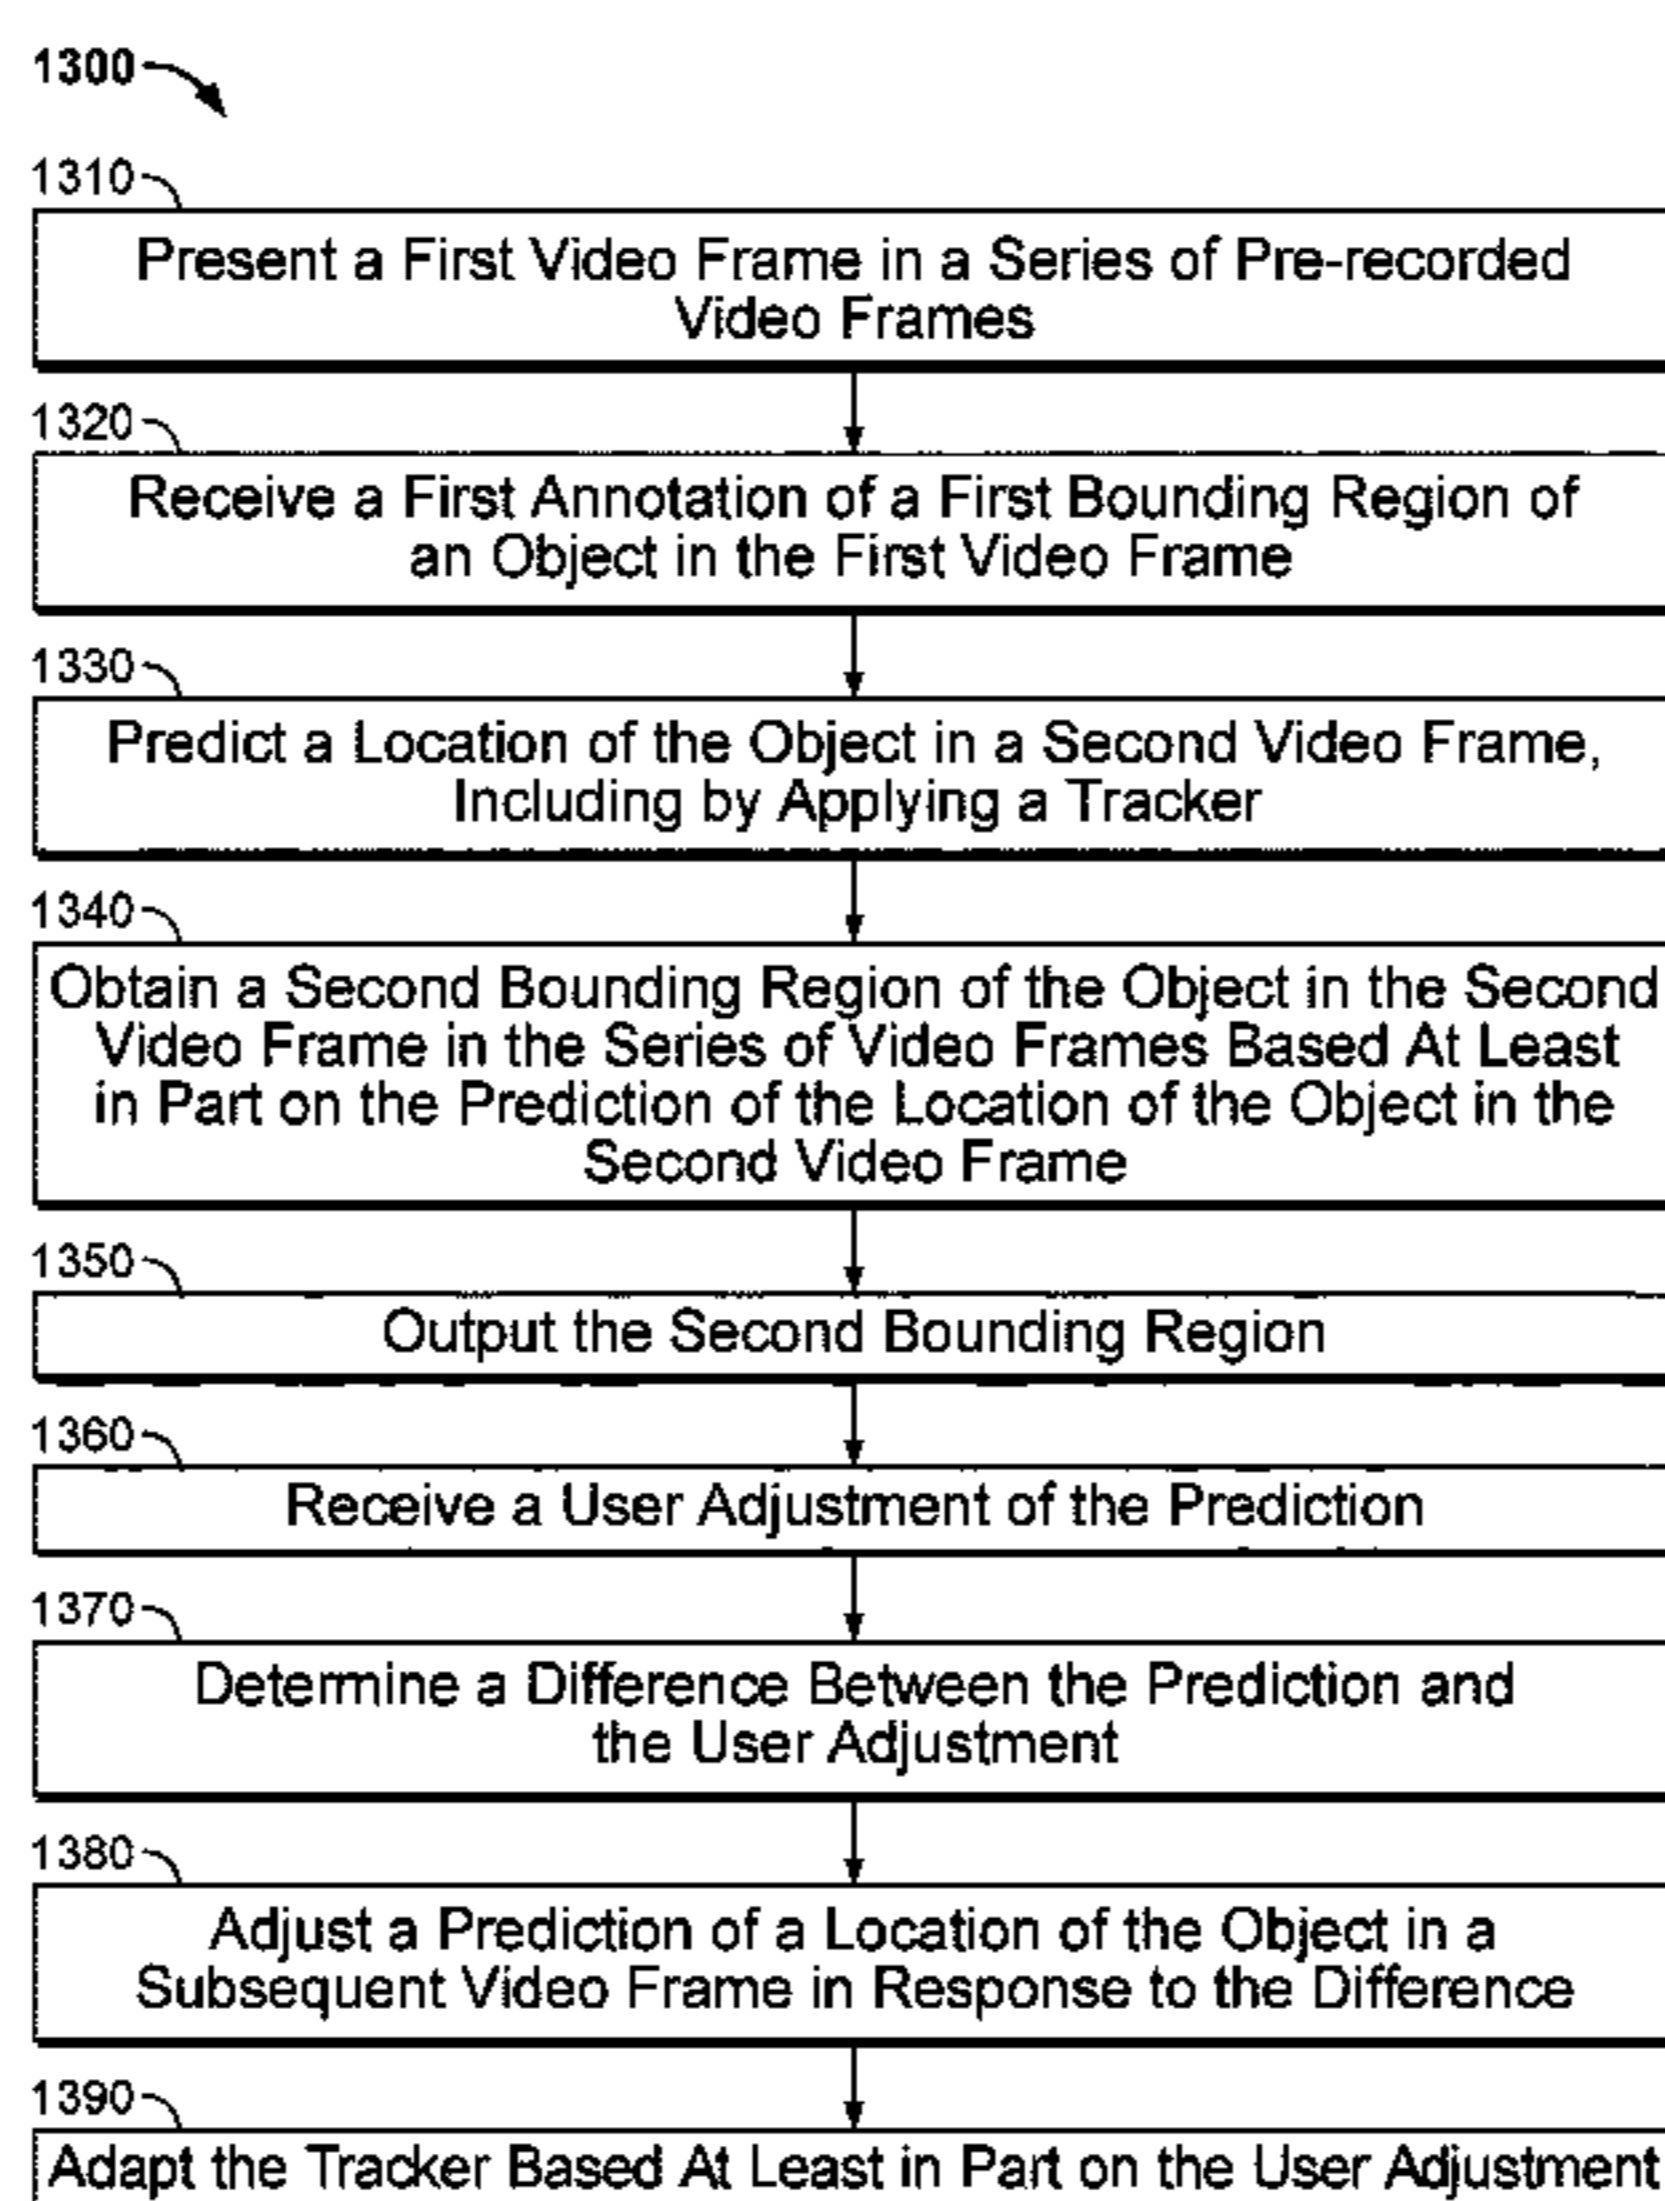 1300
1310
Present a First Video Frame in a Series of Pre-recorded
Video Frames
1320
Receive a First Annotation of a First Bounding Region of
an Object in the First Video Frame
1330
Predict a Location of the Object in a Second Video Frame,
Including by Applying a Tracker
1340
Obtain a Second Bounding Region of the Object in the Second
Video Frame in the Series of Video Frames Based At Least
in Part on the Prediction of the Location of the Object in the
Second Video Frame
1350
Output the Second Bounding Region
1360
Receive a User Adjustment of the Prediction
1370
Determine a Difference Between the Prediction and
the User Adjustment
1380
Adjust a Prediction of a Location of the Object in a
Subsequent Video Frame in Response to the Difference
1390
Adapt the Tracker Based At Least in Part on the User Adjustment